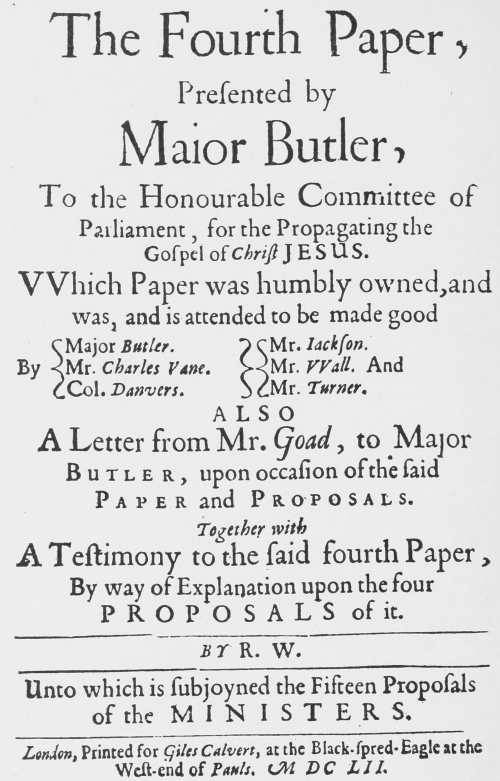 The Fourth Paper,
Preſented by
Maior Butler,
To the Honourable Committee of
Parliament, for the Propagating the
Goſpel of Chriſt JESUS.
VVhich Paper was humbly owned,and
was, and is attended to be made good
By Major Butler. Mr. Charles Vane. Col. Danvers. Mr. Iackſon. Mr. VVall. And Mr. Turner.
ALSO
A Letter from Mr. Goad, to Major
BUTLER, upon occaſion of the ſaid
PAPER and PROPOSALS.
Together with
A Teſtimony to the ſaid fourth Paper,
By way of Explanation upon the four
PROPOSALS of it.
BY R. W.
Unto which is ſubjoyned the Fifteen Propoſals
of the MINISTERS.
London, Printed for Giles Calvert, at the Black-ſpred-Eagle at the
Weſt-end of Pauls. M DC LII.